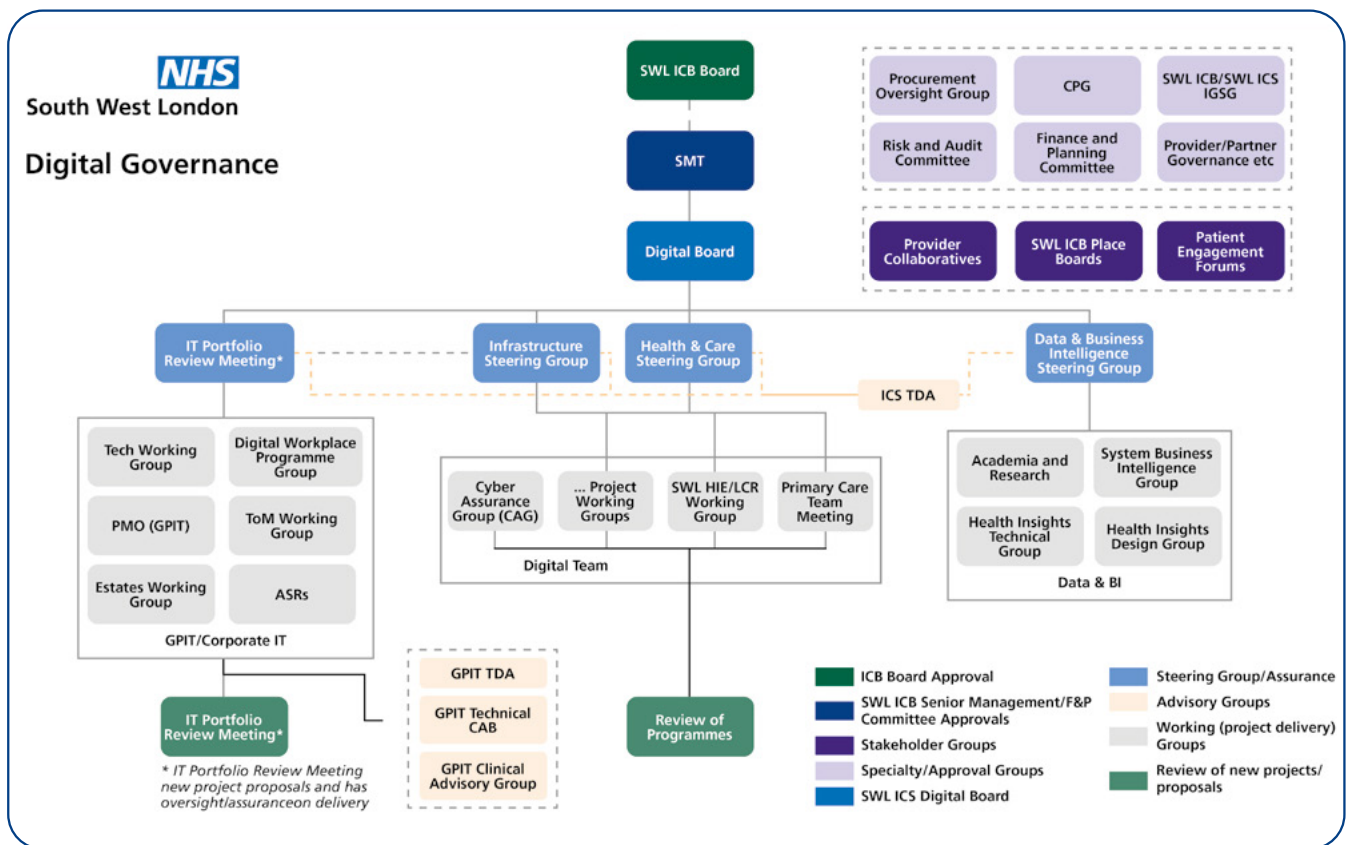 NHS
South West London
Digital Governance
SWL ICB Board
SMT
Digital Board
Procurement
Oversight Group
CPG
SWL ICB/SWL ICS
IGSG
Risk and Audit
Committee
Finance and
Planning
Committee
Provider/Partner
Governance etc
Provider
Collaboratives
SWL ICB Place
Boards
Patient
Engagement
Forums
IT Portfolio
Review Meeting*
Infrastructure
Steering Group
Health & Care
Steering Group
Data & Business
Intelligence
Steering Group
ICS TDA
Tech Working
Group
Digital Workplace
Programme
Group
PMO (GPIT)
ToM Working
Group
Estates Working
Group
ASRs
GPIT/Corporate IT
Cyber
Assurance
Group (CAG)
... Project
Working
Groups
SWL HIE/LCR
Working
Group
Primary Care
Team
Meeting
Digital Team
Academia and
Research
System Business
Intelligence
Group
Health Insights
Technical
Group
Health Insights
Design Group
Data & BI
IT Portfolio
Review Meeting*
* IT Portfolio Review Meeting
new project proposals and has
oversight/assuranceon delivery
GPIT TDA
GPIT Technical
CAB
GPIT Clinical
Advisory Group
Review of
Programmes
ICB Board Approval
SWL ICB Senior Management/F&P
Committee Approvals
Stakeholder Groups
Specialty/Approval Groups
SWL ICS Digital Board
Steering Group/Assurance
Advisory Groups
Working (project delivery)
Groups
Review of new projects/
proposals